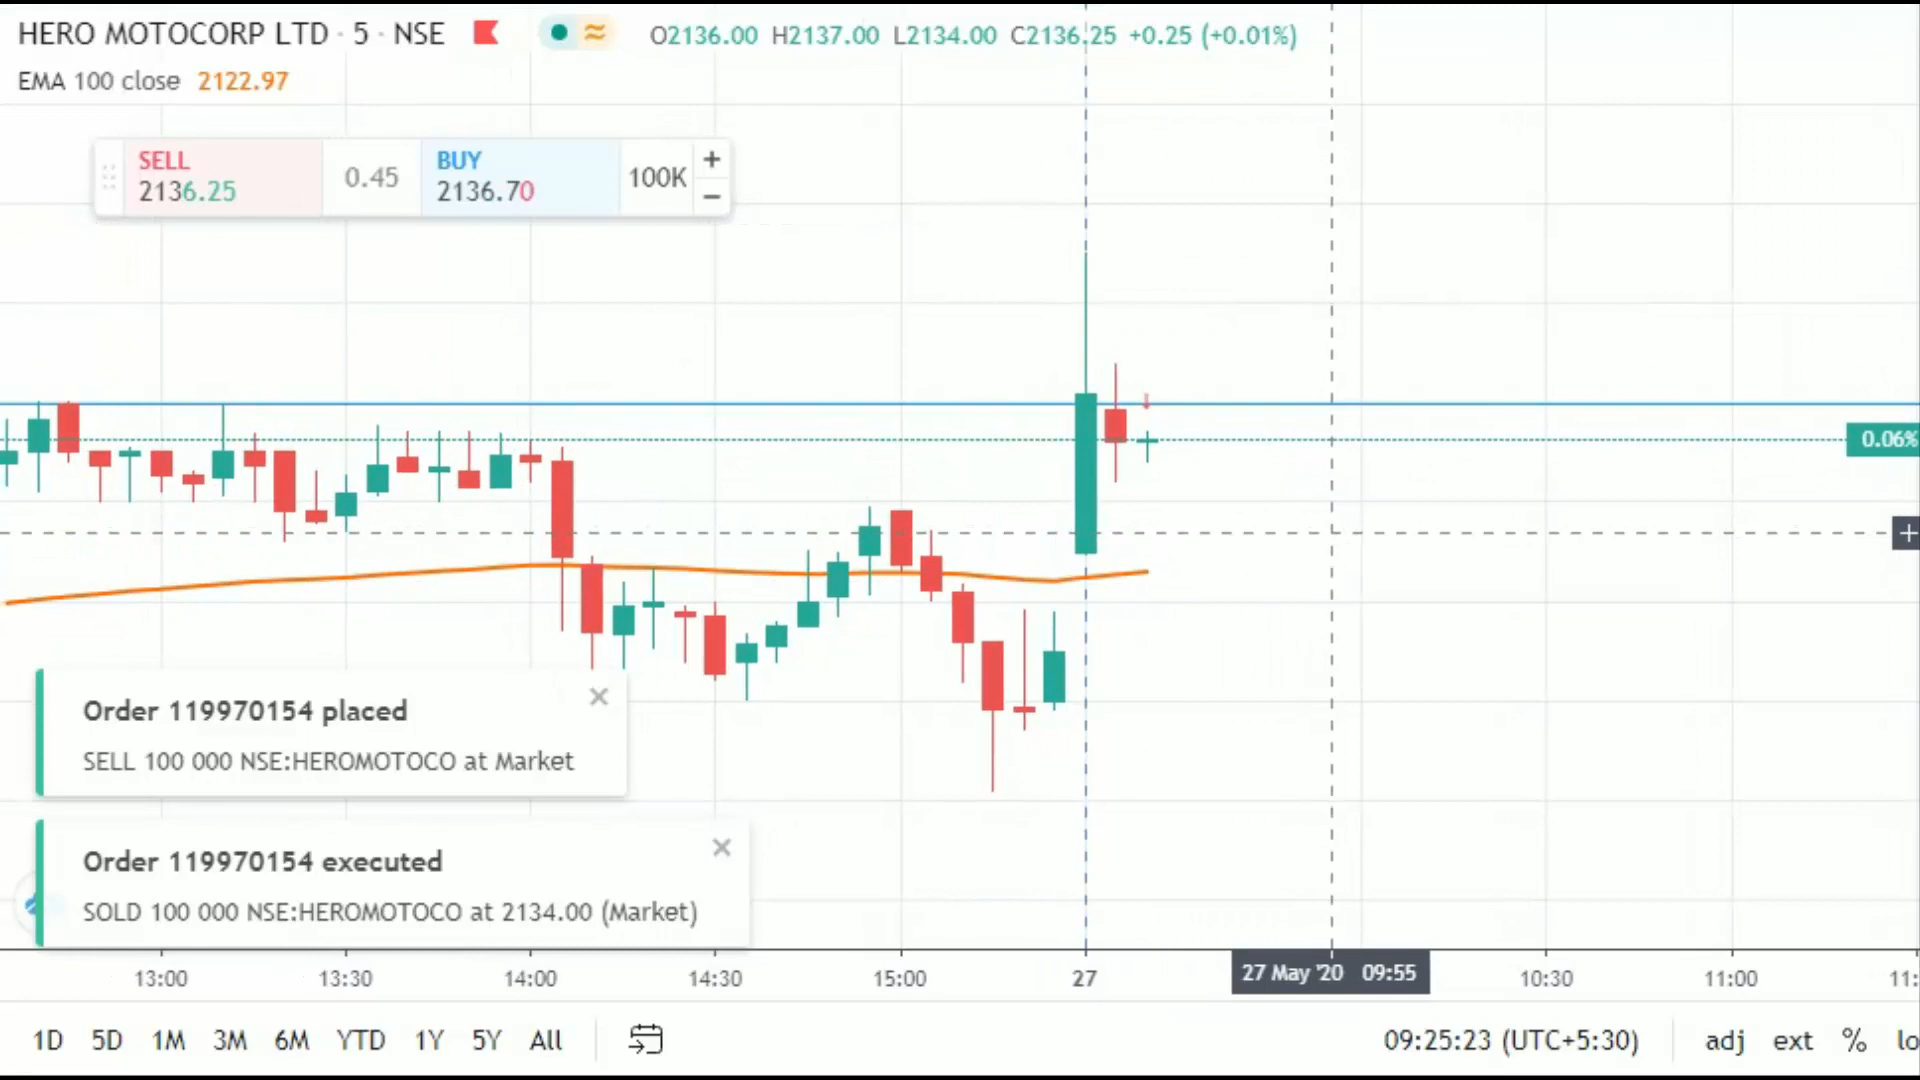 HERO MOTOCORP LTD · 5 · NSE O2136.00 H2137.00 L2134.00 C2136.25 +0.25 (+0.01%)
EMA 100 close 2122.97
SELL 2136.25 0.45 BUY 2136.70 100K + −
0.06%
Order 119970154 placed
SELL 100 000 NSE:HEROMOTOCO at Market
Order 119970154 executed
SOLD 100 000 NSE:HEROMOTOCO at 2134.00 (Market)
13:00 13:30 14:00 14:30 15:00 27 27 May '20 09:55 10:30 11:00 11:
1D 5D 1M 3M 6M YTD 1Y 5Y All 09:25:23 (UTC+5:30) adj ext % lo